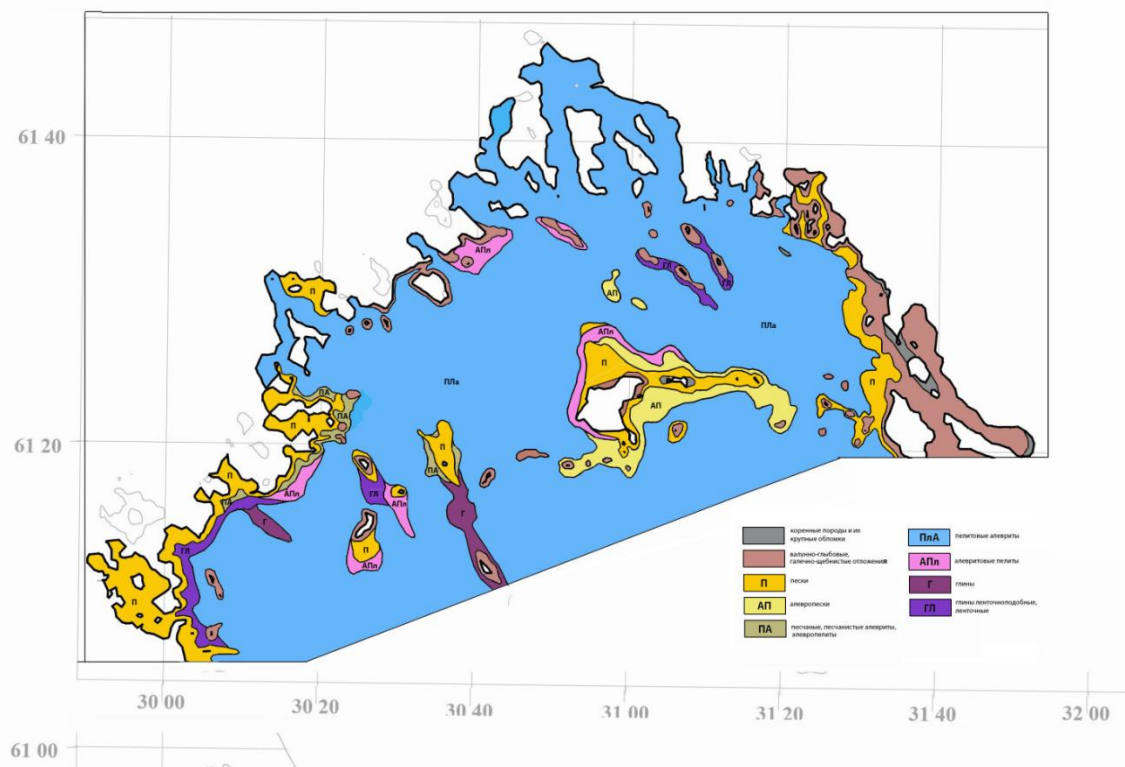 61 40
АПл
ГЛ
ГЛ
П
АП
ПЛа
АПл
П
ПЛа
ПА
П
АП
ПА
61 20
П
П
ПА
АПл
ГЛ
АПл
ПА
Г
Г
ГЛ
П
АПл
П
коренные породы и их
крупные обломки
валунно-глыбовые,
галечно-щебнистые отложения
П пески
АП алевропески
ПА песчаные, песчанистые алевриты,
алевропелиты
ПлА пелитовые алевриты
АПл алевритовые пелиты
Г глины
ГЛ глины ленточноподобные,
ленточные
30 00
30 20
30 40
31 00
31 20
31 40
32 00
61 00